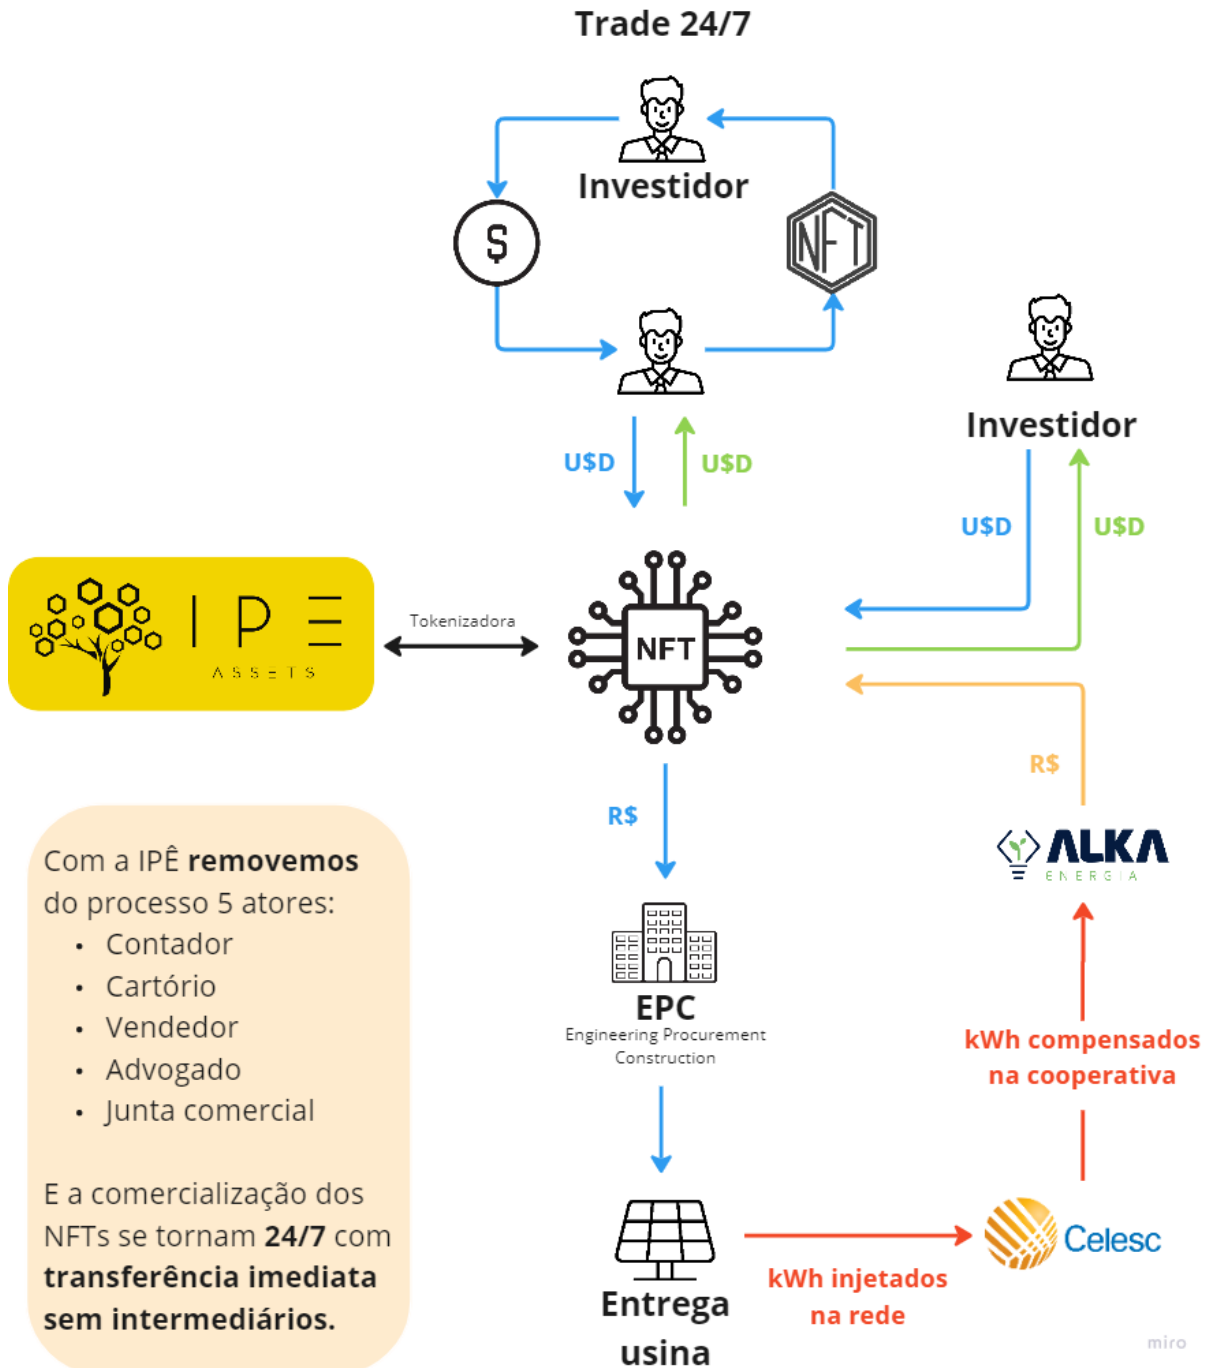 Trade 24/7
Investidor
$
NFT
Investidor
U$D
U$D
U$D
U$D
IPÊ
ASSETS
Tokenizadora
NFT
R$
R$
ALKA
ENERGIA
Com a IPÊ removemos
do processo 5 atores:
• Contador
• Cartório
• Vendedor
• Advogado
• Junta comercial
E a comercialização dos
NFTs se tornam 24/7 com
transferência imediata
sem intermediários.
EPC
Engineering Procurement
Construction
kWh compensados
na cooperativa
Celesc
kWh injetados
na rede
Entrega
usina
miro